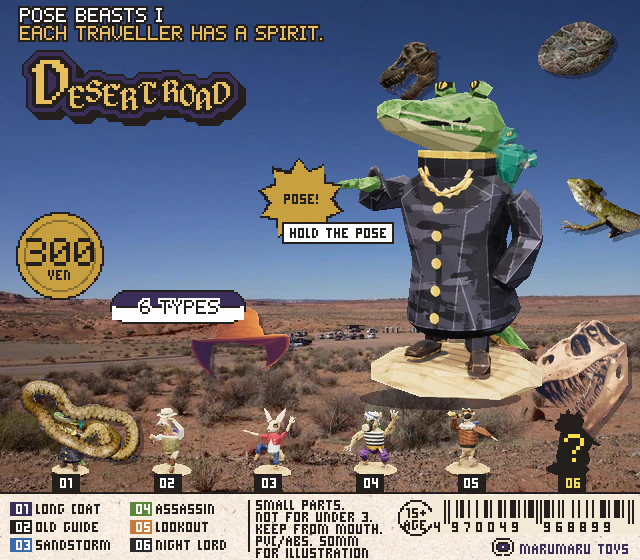 POSE BEASTS I
EACH TRAVELLER HAS A SPIRIT.
DESERT ROAD
POSE!
HOLD THE POSE
300
YEN
6 TYPES
?
01
02
03
04
05
06
01 LONG COAT
02 OLD GUIDE
03 SANDSTORM
04 ASSASSIN
05 LOOKOUT
06 NIGHT LORD
SMALL PARTS.
NOT FOR UNDER 3.
KEEP FROM MOUTH.
PVC/ABS. 50MM
FOR ILLUSTRATION
15+
AGE
4 970049 968899
MARUMARU TOYS